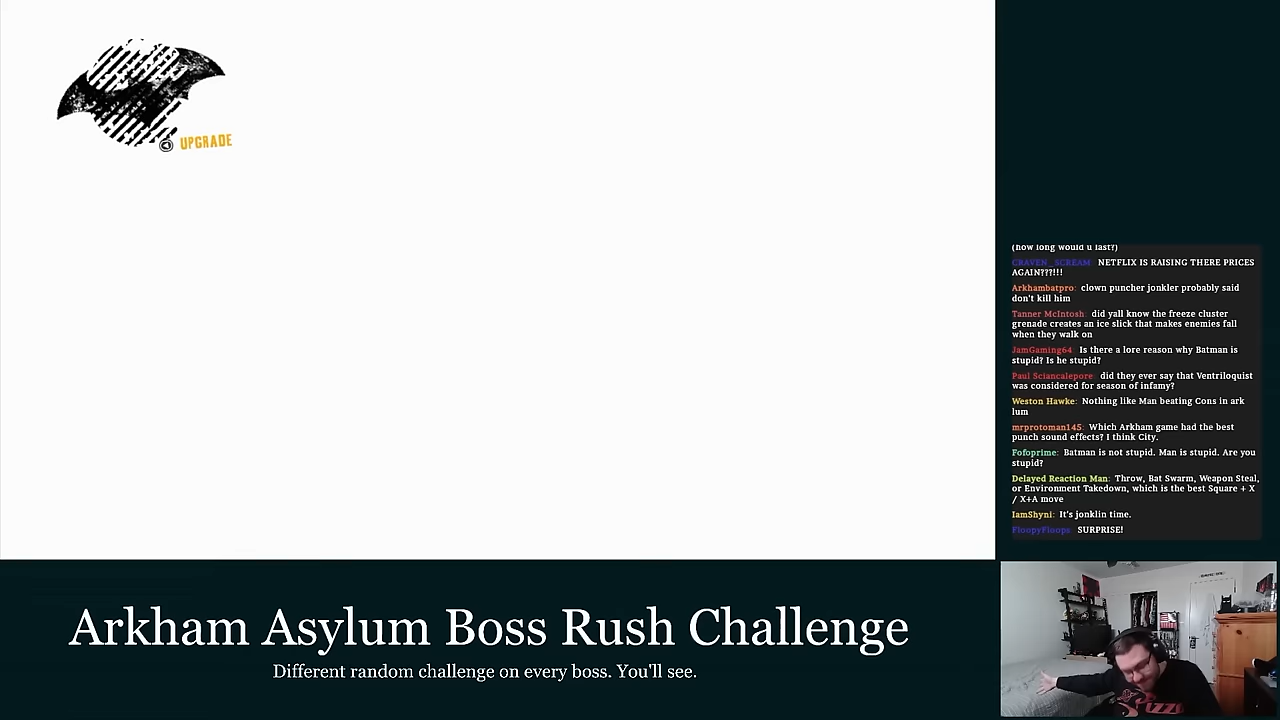 UPGRADE
(how long would u last?)
CRAVEN_SCREAM NETFLIX IS RAISING THERE PRICES
AGAIN???!!!
Arkhambatpro: clown puncher jonkler probably said
don't kill him
Tanner McIntosh: did yall know the freeze cluster
grenade creates an ice slick that makes enemies fall
when they walk on
JamGaming64: Is there a lore reason why Batman is
stupid? Is he stupid?
Paul Sciancalepore: did they ever say that Ventriloquist
was considered for season of infamy?
Weston Hawke: Nothing like Man beating Cons in ark
lum
mrprotoman145: Which Arkham game had the best
punch sound effects? I think City.
Fofoprime: Batman is not stupid. Man is stupid. Are you
stupid?
Delayed Reaction Man: Throw, Bat Swarm, Weapon Steal,
or Environment Takedown, which is the best Square + X
/ X+A move
IamShyni: It's jonklin time.
FloopyFloops: SURPRISE!
Arkham Asylum Boss Rush Challenge
Different random challenge on every boss. You'll see.